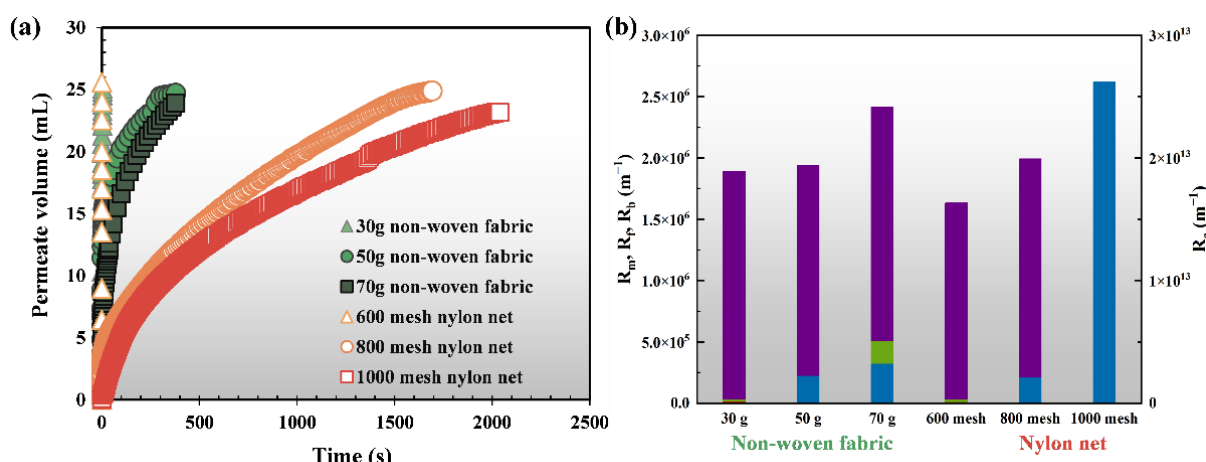 (a)
30
25
20
15
10
5
0
Permeate volume (mL)
0
500
1000
1500
2000
2500
Time (s)
30g non-woven fabric
50g non-woven fabric
70g non-woven fabric
600 mesh nylon net
800 mesh nylon net
1000 mesh nylon net
(b)
3.0×10⁶
2.5×10⁶
2.0×10⁶
1.5×10⁶
1.0×10⁶
5.0×10⁵
0.0
Rₘ, R_f, R_b (m⁻¹)
3×10¹³
2×10¹³
1×10¹³
0
(m⁻¹)
30 g
50 g
70 g
600 mesh
800 mesh
1000 mesh
Non-woven fabric
Nylon net